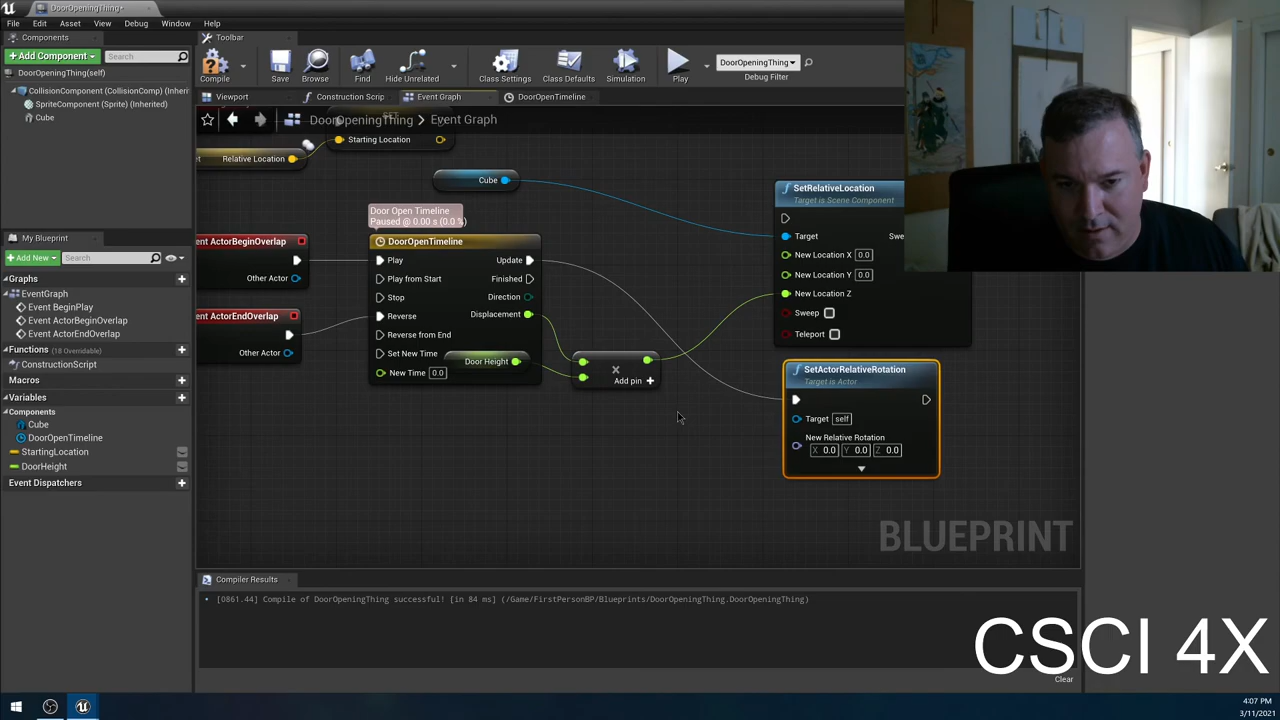 DoorOpeningThing*
File Edit Asset View Window Debug Help
Components
Toolbar
+ Add Component
Search
DoorOpeningThing(self)
CollisionComponent (CollisionComp) (Inheri
SpriteComponent (Sprite) (Inherited)
Cube
Compile
Save
Browse
Find
Hide Unrelated
Class Settings
Class Defaults
Simulation
Play
DoorOpeningThing
Debug Filter
Viewport
Construction Scrip
Event Graph
DoorOpenTimeline
DoorOpeningThing > Event Graph
Starting Location
Relative Location
Cube
SetRelativeLocation
Target is Scene Component
Target
Swe
New Location X 0.0
New Location Y 0.0
New Location Z
Sweep
Teleport
Door Open Timeline
Paused @ 0.00 s (0.0 %)
DoorOpenTimeline
Play
Update
Play from Start
Finished
Stop
Direction
Reverse
Displacement
Reverse from End
Set New Time
New Time 0.0
Door Height
Add pin +
ent ActorBeginOverlap
Other Actor
ent ActorEndOverlap
Other Actor
SetActorRelativeRotation
Target is Actor
Target self
New Relative Rotation
X 0.0 Y 0.0 Z 0.0
BLUEPRINT
My Blueprint
+ Add New
Search
Graphs
EventGraph
Event BeginPlay
Event ActorBeginOverlap
Event ActorEndOverlap
Functions (18 Overridable)
ConstructionScript
Macros
Variables
Components
Cube
DoorOpenTimeline
StartingLocation
DoorHeight
Event Dispatchers
Compiler Results
[0861.44] Compile of DoorOpeningThing successful! [in 84 ms] (/Game/FirstPersonBP/Blueprints/DoorOpeningThing.DoorOpeningThing)
Clear
CSCI 4X
4:07 PM
3/11/2021